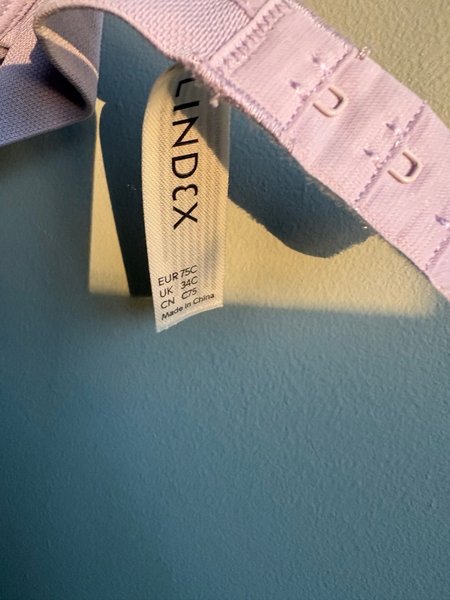 LINDEX
EUR 75C
UK 34C
CN C75
Made in China